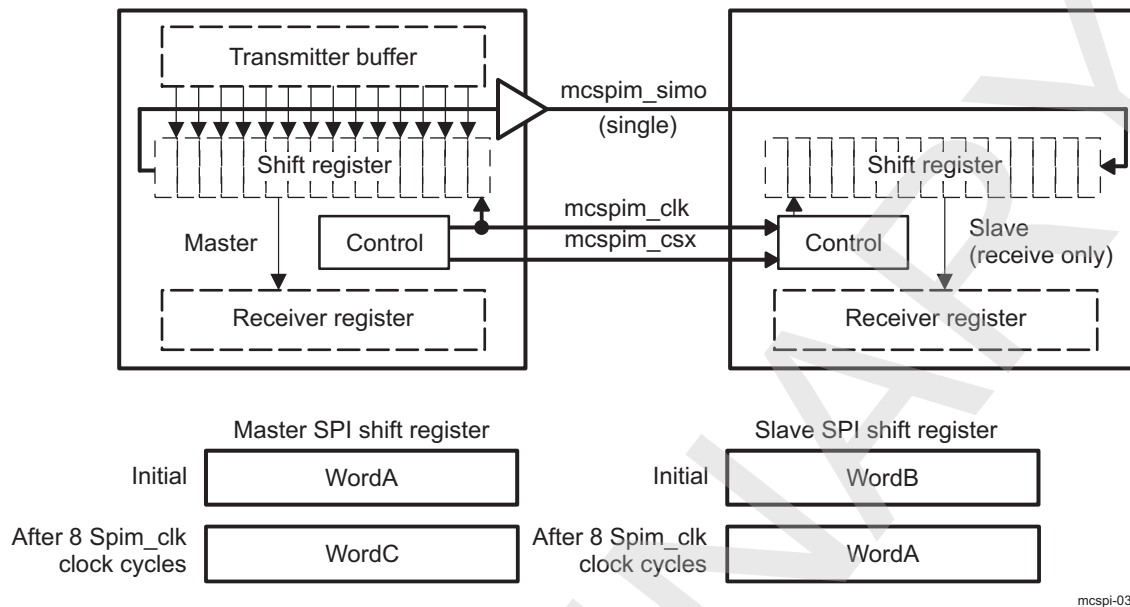 Transmitter buffer
mcspim_simo
(single)
Shift register
Shift register
mcspim_clk
Master
Control
mcspim_csx
Control
Slave
(receive only)
Receiver register
Receiver register
Master SPI shift register
Slave SPI shift register
Initial
WordA
Initial
WordB
After 8 Spim_clk
clock cycles
WordC
After 8 Spim_clk
clock cycles
WordA
mcspi-03